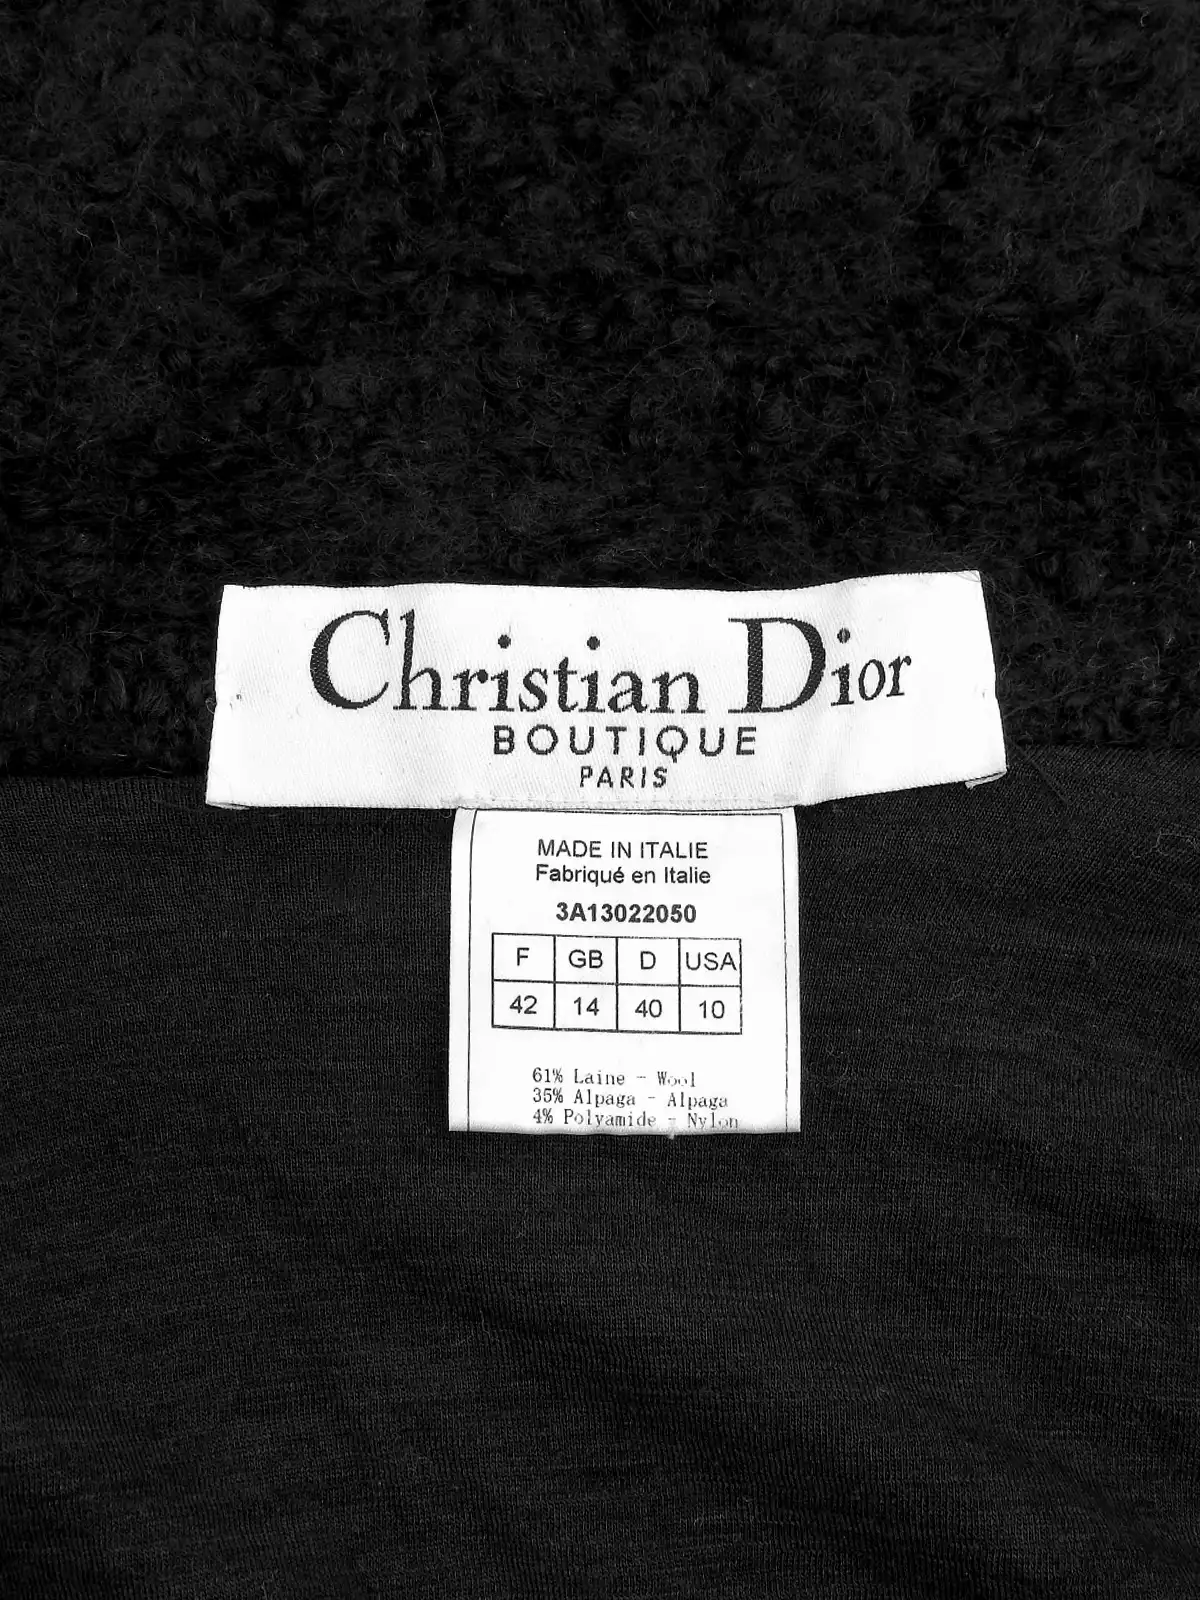 Christian Dior
BOUTIQUE
PARIS
MADE IN ITALIE
Fabriqué en Italie
3A13022050
F GB D USA
42 14 40 10
61% Laine - Wool
35% Alpaga - Alpaga
4% Polyamide - Nylon